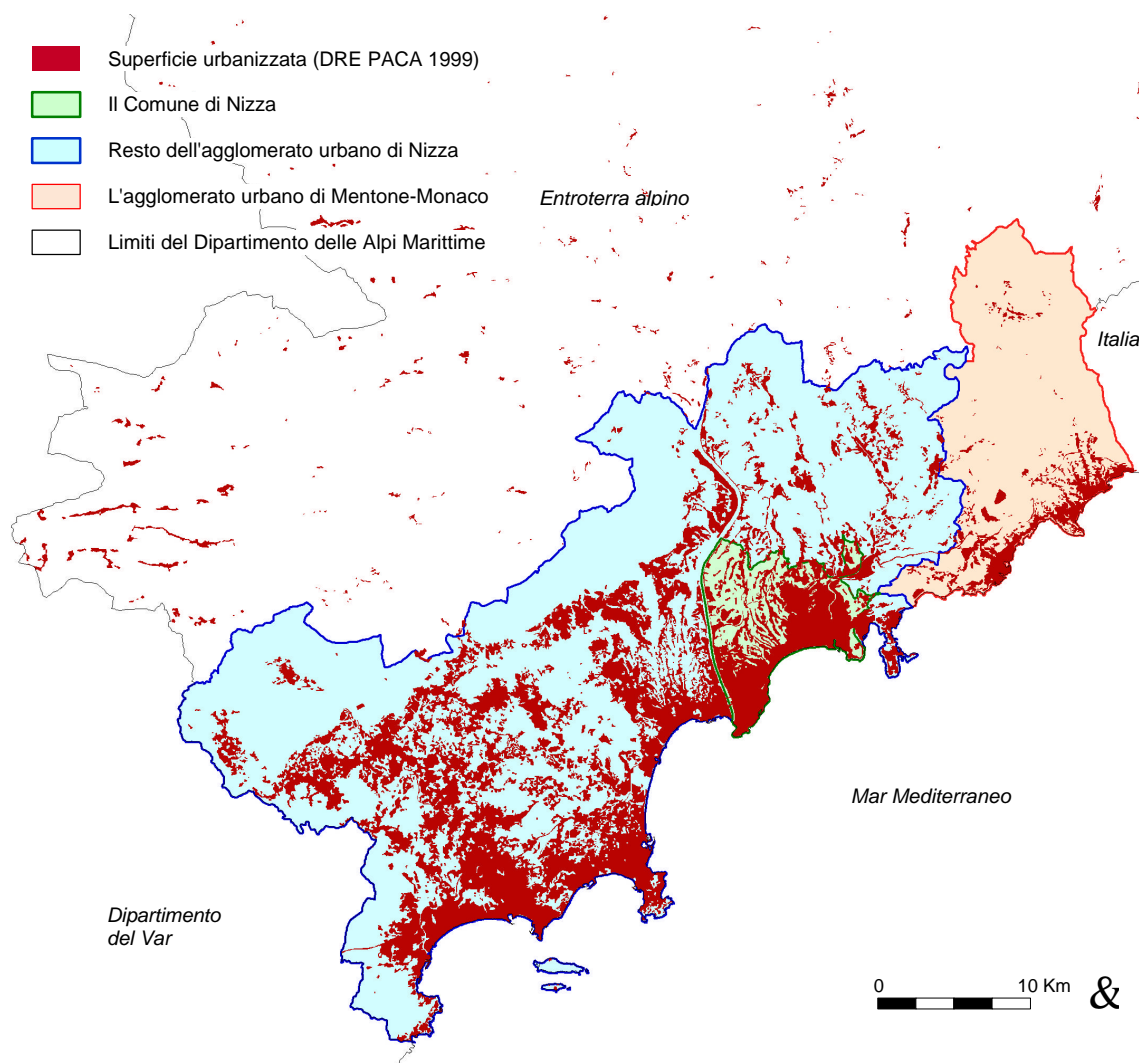 Superficie urbanizzata (DRE PACA 1999)
Il Comune di Nizza
Resto dell'agglomerato urbano di Nizza
L'agglomerato urbano di Mentone-Monaco
Limiti del Dipartimento delle Alpi Marittime
Entroterra alpino
Italia
Mar Mediterraneo
Dipartimento
del Var
0 10 Km &